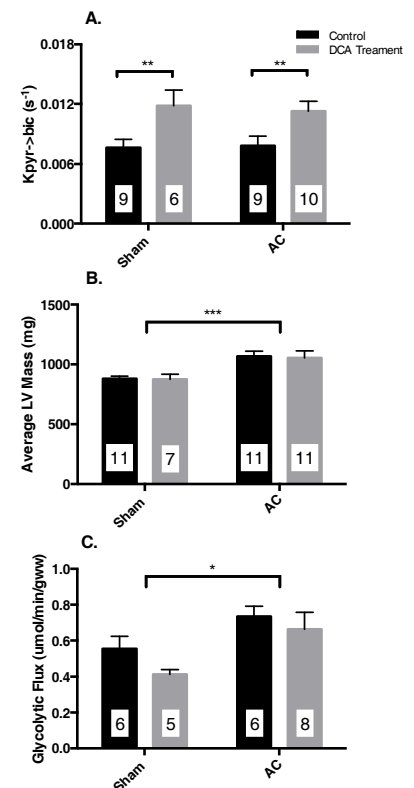 A.
Control
DCA Treament
Kpyr->bic (s-1)
0.018
0.012
0.006
0.000
**
**
9
6
9
10
Sham
AC
B.
Average LV Mass (mg)
1500
1000
500
0
***
11
7
11
11
Sham
AC
C.
Glycolytic Flux (umol/min/gww)
1.0
0.8
0.6
0.4
0.2
0.0
*
6
5
6
8
Sham
AC